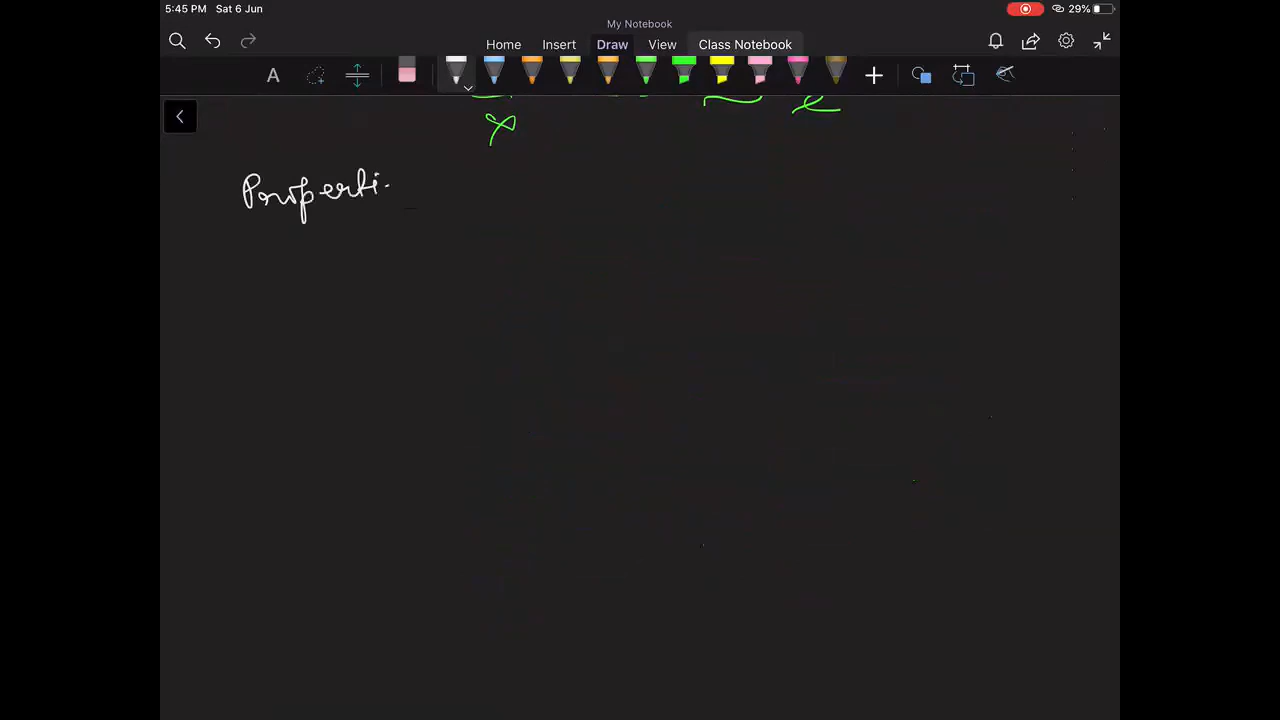 5:45 PM Sat 6 Jun 29%
My Notebook
Home Insert Draw View Class Notebook
A
x
Properti